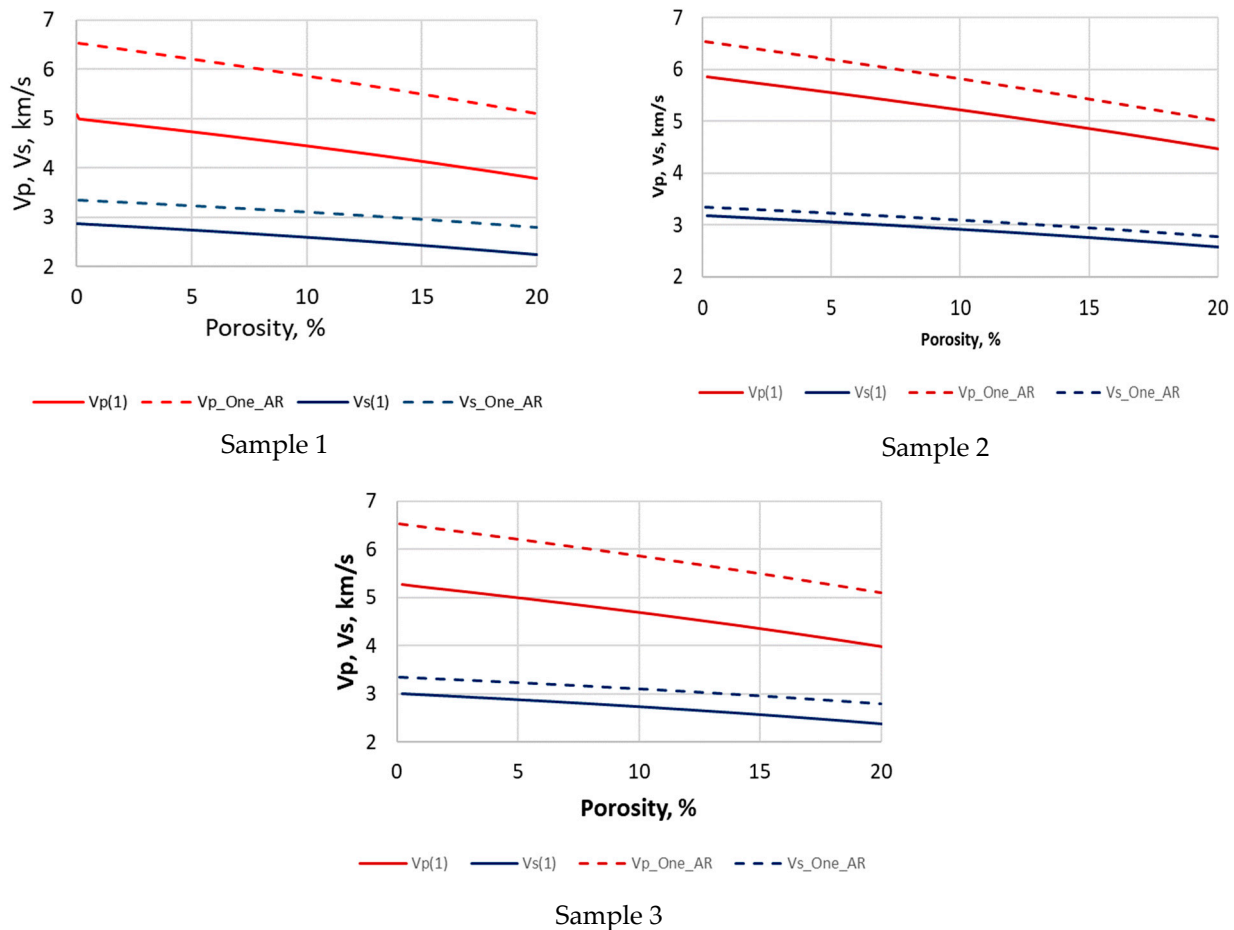 7
6
5
4
3
2
Vp, Vs, km/s
0 5 10 15 20
Porosity, %
Vp(1) Vp_One_AR Vs(1) Vs_One_AR
Sample 1
7
6
5
4
3
2
Vp, Vs, km/s
0 5 10 15 20
Porosity, %
Vp(1) Vs(1) Vp_One_AR Vs_One_AR
Sample 2
7
6
5
4
3
2
Vp, Vs, km/s
0 5 10 15 20
Porosity, %
Vp(1) Vs(1) Vp_One_AR Vs_One_AR
Sample 3